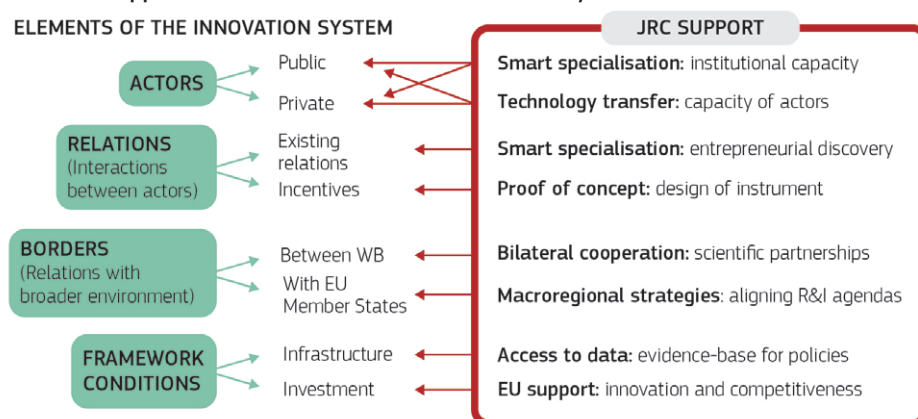 ELEMENTS OF THE INNOVATION SYSTEM
JRC SUPPORT
ACTORS
Public
Private
Smart specialisation: institutional capacity
Technology transfer: capacity of actors
RELATIONS
(Interactions
between actors)
Existing
relations
Incentives
Smart specialisation: entrepreneurial discovery
Proof of concept: design of instrument
BORDERS
(Relations with
broader environment)
Between WB
With EU
Member States
Bilateral cooperation: scientific partnerships
Macroregional strategies: aligning R&I agendas
FRAMEWORK
CONDITIONS
Infrastructure
Investment
Access to data: evidence-base for policies
EU support: innovation and competitiveness